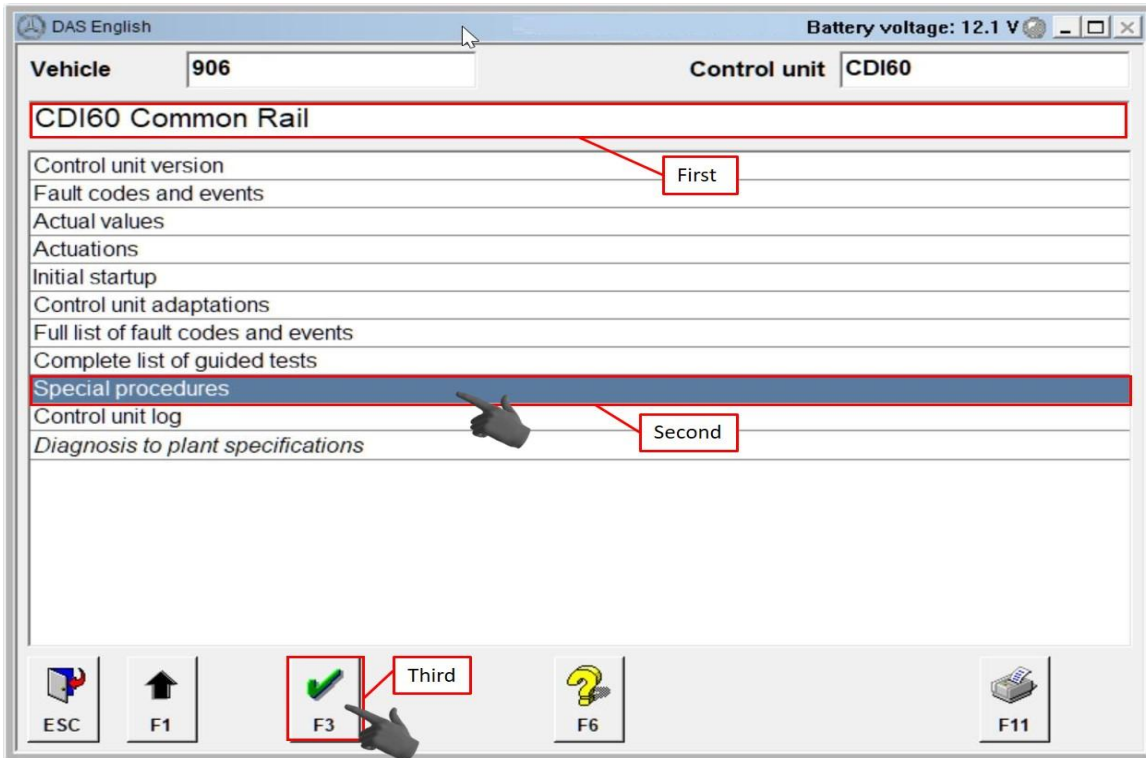 DAS English
Battery voltage: 12.1 V
Vehicle 906 Control unit CDI60
CDI60 Common Rail
First
Control unit version
Fault codes and events
Actual values
Actuations
Initial startup
Control unit adaptations
Full list of fault codes and events
Complete list of guided tests
Special procedures
Control unit log
Second
Diagnosis to plant specifications
Third
ESC F1 F3 F6 F11